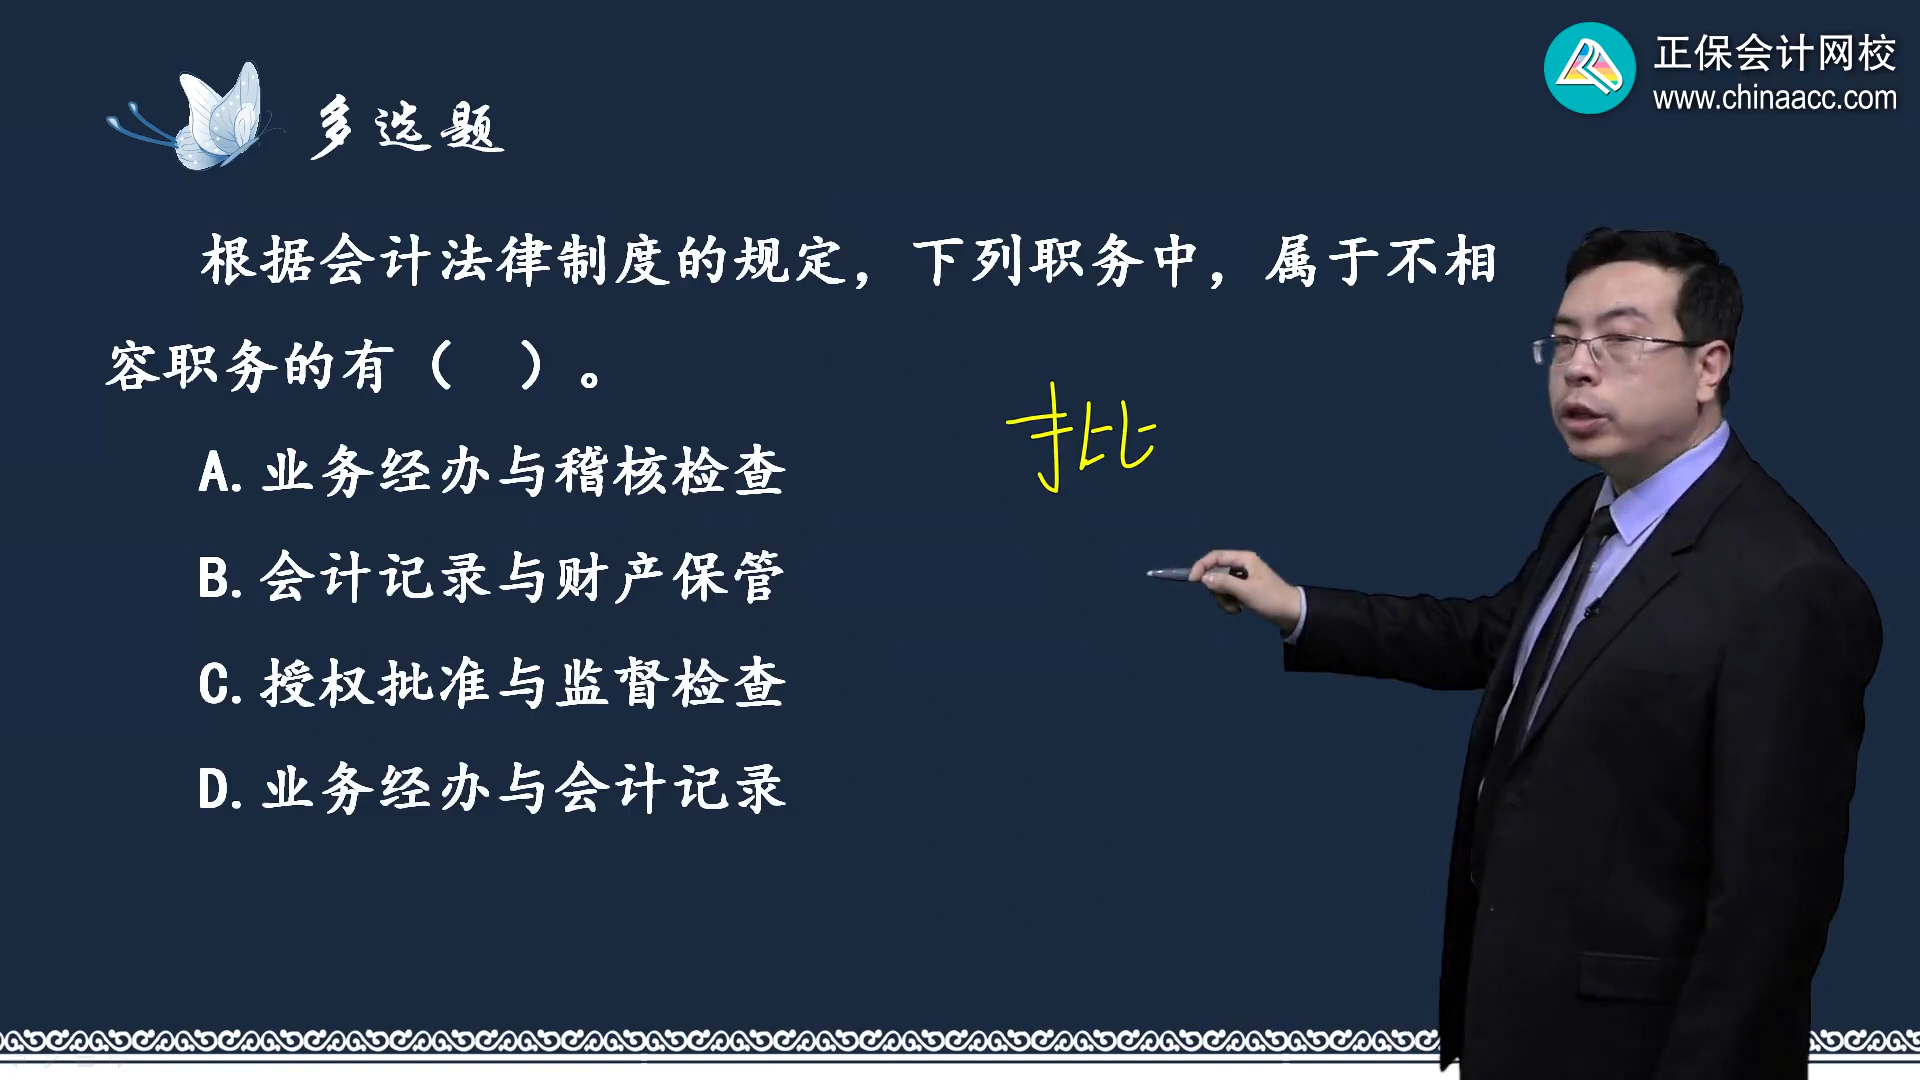 正保会计网校
www.chinaacc.com
多选题
根据会计法律制度的规定，下列职务中，属于不相
容职务的有（ ）。
批
A.业务经办与稽核检查
B.会计记录与财产保管
C.授权批准与监督检查
D.业务经办与会计记录